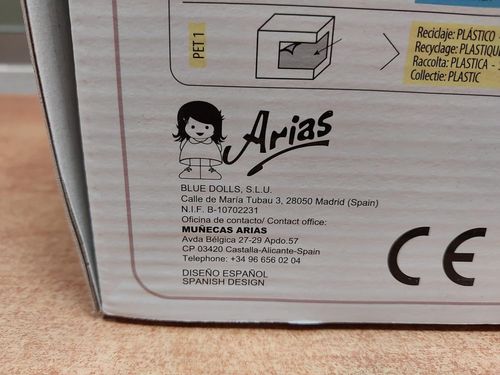 PET 1
Reciclaje: PLÁSTICO
Recyclage: PLASTIQUE
Raccolta: PLASTICA -
Collectie: PLASTIC
Arias
BLUE DOLLS, S.L.U.
Calle de María Tubau 3, 28050 Madrid (Spain)
N.I.F. B-10702231
Oficina de contacto/ Contact office:
MUÑECAS ARIAS
Avda Bélgica 27-29 Apdo.57
CP 03420 Castalla-Alicante-Spain
Telephone: +34 96 656 02 04
DISEÑO ESPAÑOL
SPANISH DESIGN
CE